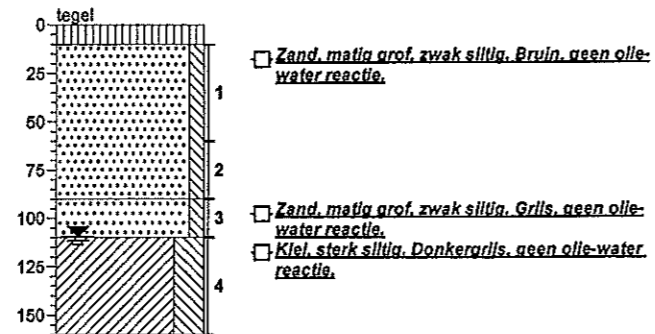 tegel
0
25
50
75
100
125
150
1
2
3
4
Zand, matig grof, zwak siltig, Bruin, geen olie-
water reactie.
Zand, matig grof, zwak siltig, Grijs, geen olie-
water reactie.
Klei, sterk siltig, Donkergrijs, geen olie-water
reactie.